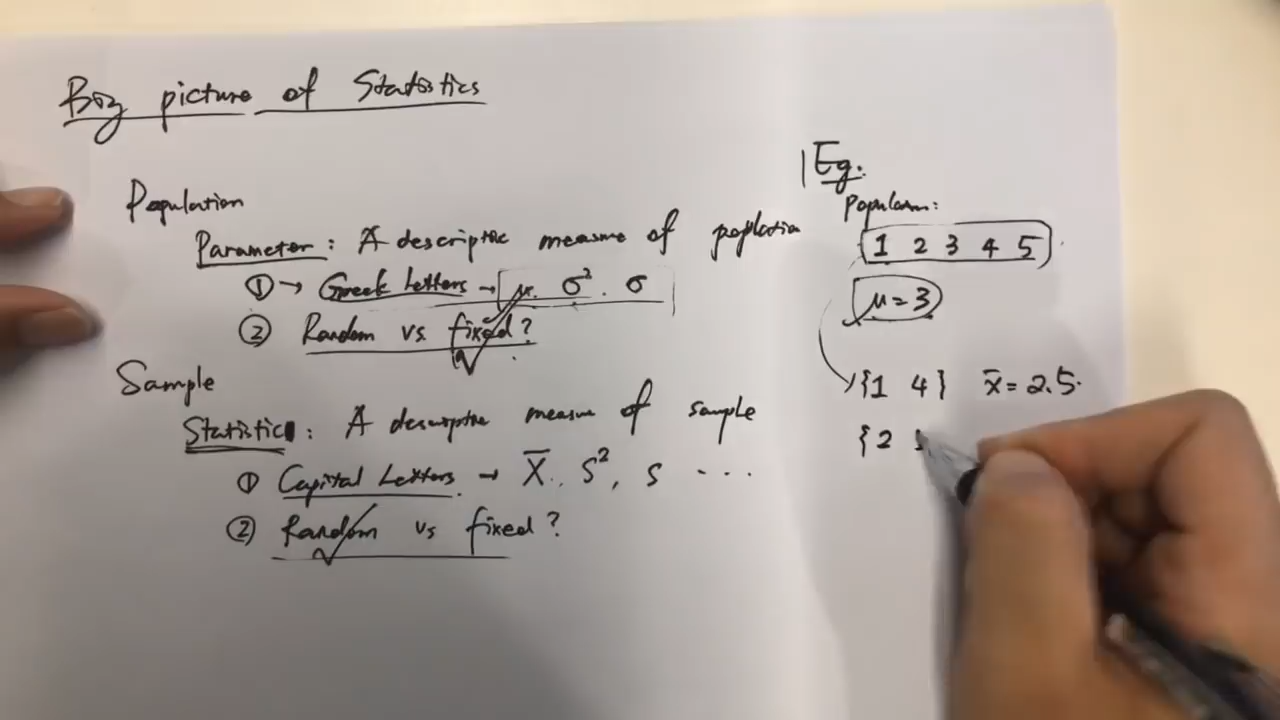 Big picture of Statistics
Population
Parameter: A descriptive measure of poplation
① → Greek Letters → μ. σ². σ
② Random vs fixed?
Sample
Statistic: A descriptive measure of sample
① Capital Letters → X̄., S², S ...
② Random vs fixed?
Eg.
Population:
1 2 3 4 5
μ = 3
{1 4} x̄ = 2.5.
{2